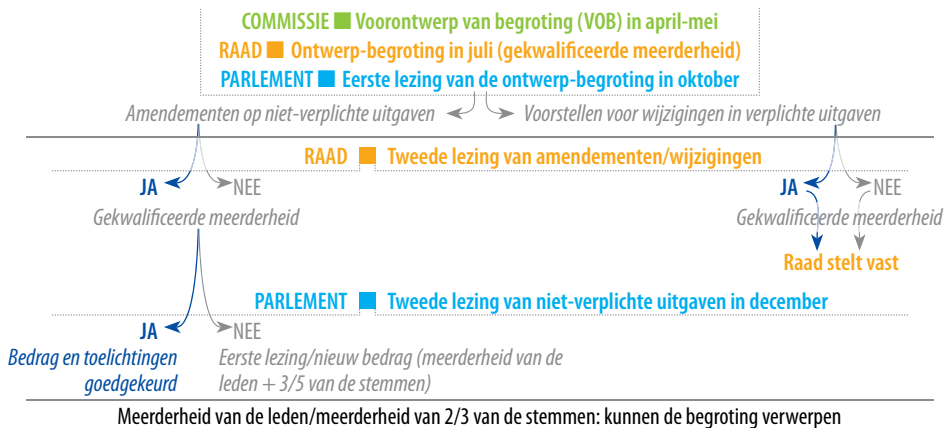 COMMISSIE ■ Voorontwerp van begroting (VOB) in april-mei
RAAD ■ Ontwerp-begroting in juli (gekwalificeerde meerderheid)
PARLEMENT ■ Eerste lezing van de ontwerp-begroting in oktober
Amendementen op niet-verplichte uitgaven Voorstellen voor wijzigingen in verplichte uitgaven
RAAD ■ Tweede lezing van amendementen/wijzigingen
JA NEE JA NEE
Gekwalificeerde meerderheid Gekwalificeerde meerderheid
Raad stelt vast
PARLEMENT ■ Tweede lezing van niet-verplichte uitgaven in december
JA NEE
Bedrag en toelichtingen Eerste lezing/nieuw bedrag (meerderheid van de
goedgekeurd leden + 3/5 van de stemmen)
Meerderheid van de leden/meerderheid van 2/3 van de stemmen: kunnen de begroting verwerpen